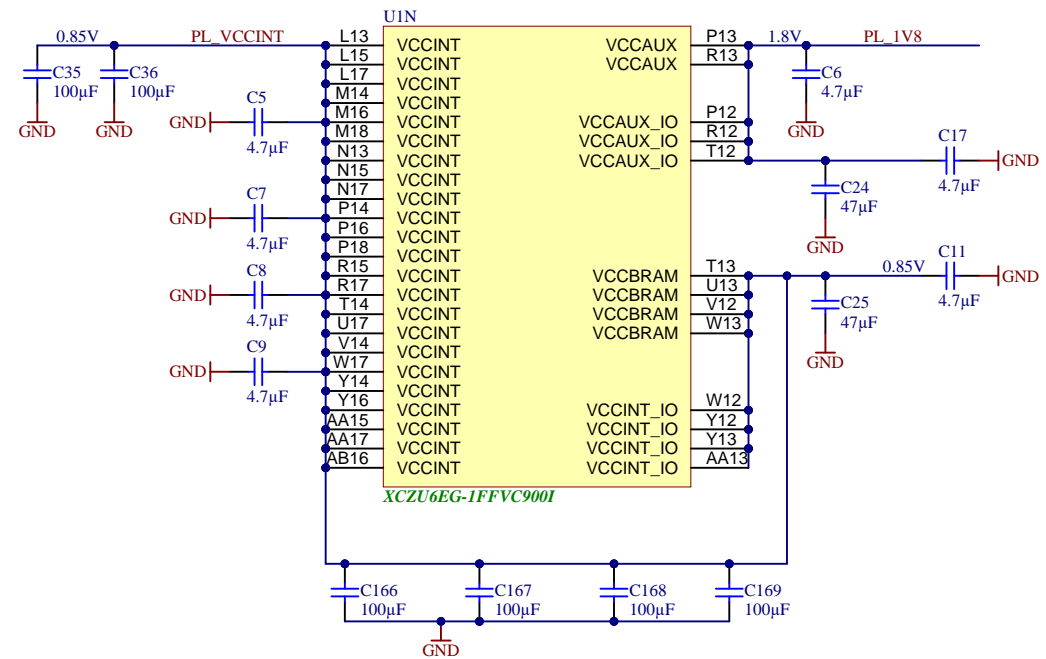 U1N
0.85V PL_VCCINT
C35
100µF
GND
C36
100µF
GND
GND C5
4.7µF
GND C7
4.7µF
GND C8
4.7µF
GND C9
4.7µF
L13 VCCINT
L15 VCCINT
L17 VCCINT
M14 VCCINT
M16 VCCINT
M18 VCCINT
N13 VCCINT
N15 VCCINT
N17 VCCINT
P14 VCCINT
P16 VCCINT
P18 VCCINT
R15 VCCINT
R17 VCCINT
T14 VCCINT
U17 VCCINT
V14 VCCINT
W17 VCCINT
Y14 VCCINT
Y16 VCCINT
AA15 VCCINT
AA17 VCCINT
AB16 VCCINT
VCCAUX P13
VCCAUX R13
VCCAUX_IO P12
VCCAUX_IO R12
VCCAUX_IO T12
VCCBRAM T13
VCCBRAM U13
VCCBRAM V12
VCCBRAM W13
VCCINT_IO W12
VCCINT_IO Y12
VCCINT_IO Y13
VCCINT_IO AA13
XCZU6EG-1FFVC900I
1.8V PL_1V8
C6
4.7µF
GND
C17
4.7µF
GND
C24
47µF
GND
0.85V
C11
4.7µF
GND
C25
47µF
GND
C166
100µF
C167
100µF
C168
100µF
C169
100µF
GND